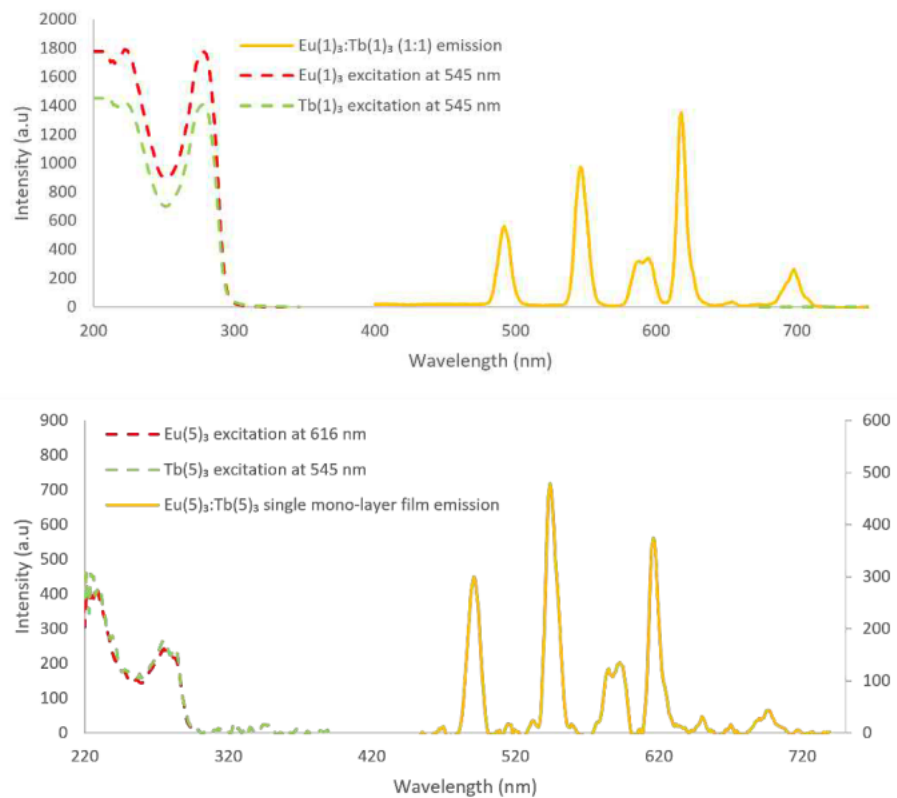 2000
1800
1600
1400
1200
1000
800
600
400
200
0
Intensity (a.u)
Eu(1)₃:Tb(1)₃ (1:1) emission
Eu(1)₃ excitation at 545 nm
Tb(1)₃ excitation at 545 nm
200 300 400 500 600 700
Wavelength (nm)
900
800
700
600
500
400
300
200
100
0
Intensity (a.u)
Eu(5)₃ excitation at 616 nm
Tb(5)₃ excitation at 545 nm
Eu(5)₃:Tb(5)₃ single mono-layer film emission
600
500
400
300
200
100
0
220 320 420 520 620 720
Wavelength (nm)